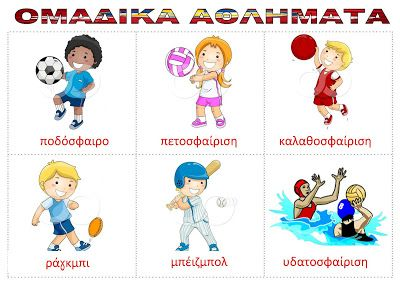 ΟΜΑΔΙΚΑ ΑΘΛΗΜΑΤΑ
ποδόσφαιρο πετοσφαίριση καλαθοσφαίριση
ράγκμπι μπέιζμπολ υδατοσφαίριση